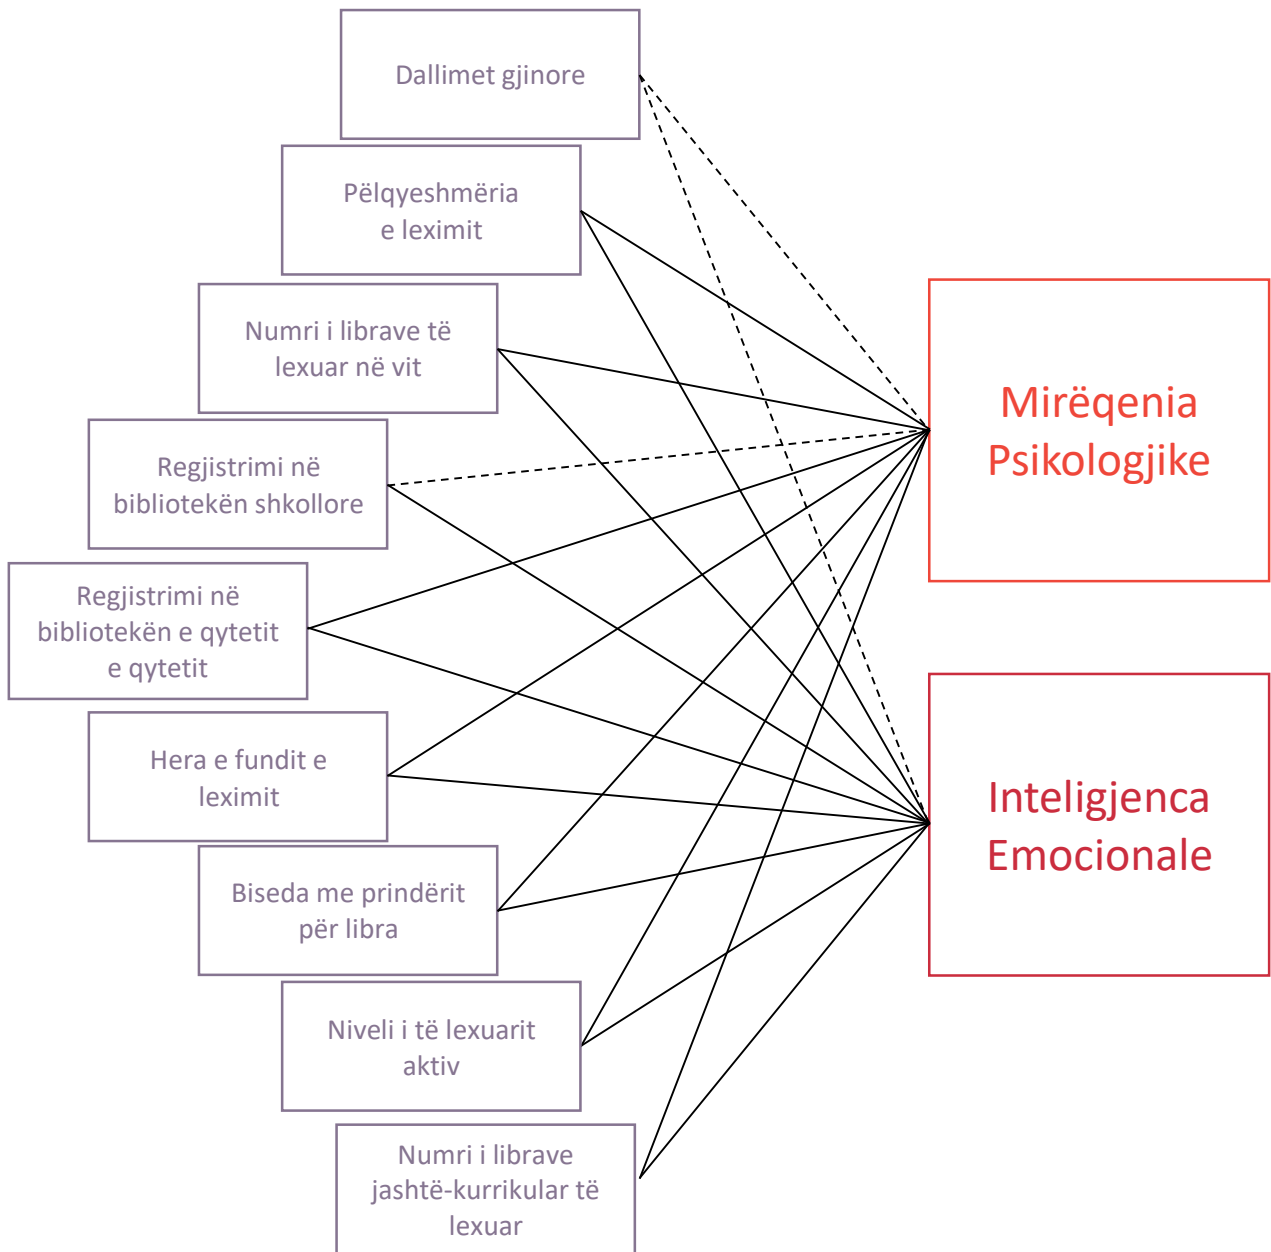 Dallimet gjinore
Pëlqyeshmëria
e leximit
Numri i librave të
lexuar në vit
Regjistrimi në
bibliotekën shkollore
Regjistrimi në
bibliotekën e qytetit
e qytetit
Hera e fundit e
leximit
Biseda me prindërit
për libra
Niveli i të lexuarit
aktiv
Numri i librave
jashtë-kurrikular të
lexuar
Mirëqenia
Psikologjike
Inteligjenca
Emocionale